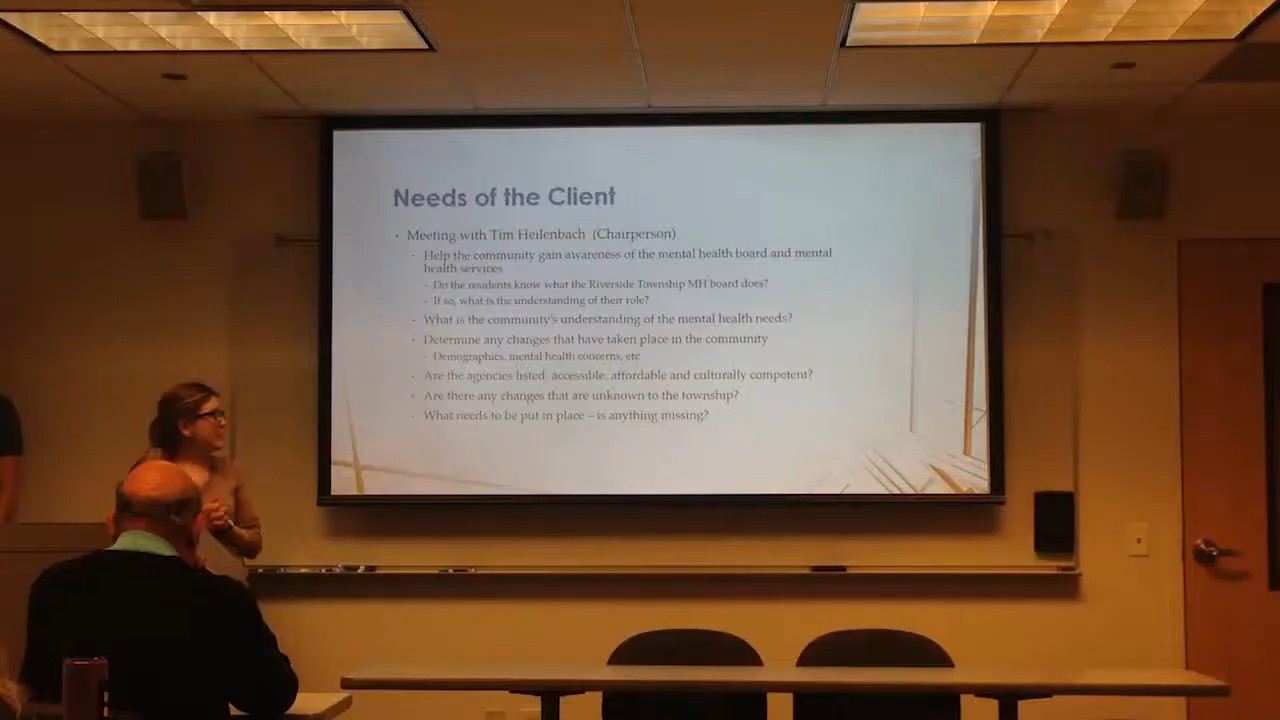 Needs of the Client
• Meeting with Tim Heilenbach (Chairperson)
- Help the community gain awareness of the mental health board and mental
health services
- Do the residents know what the Riverside Township MH board does?
- If so, what is the understanding of their role?
- What is the community's understanding of the mental health needs?
- Determine any changes that have taken place in the community
- Demographics, mental health concerns, etc
- Are the agencies listed accessible, affordable and culturally competent?
- Are there any changes that are unknown to the township?
- What needs to be put in place – is anything missing?